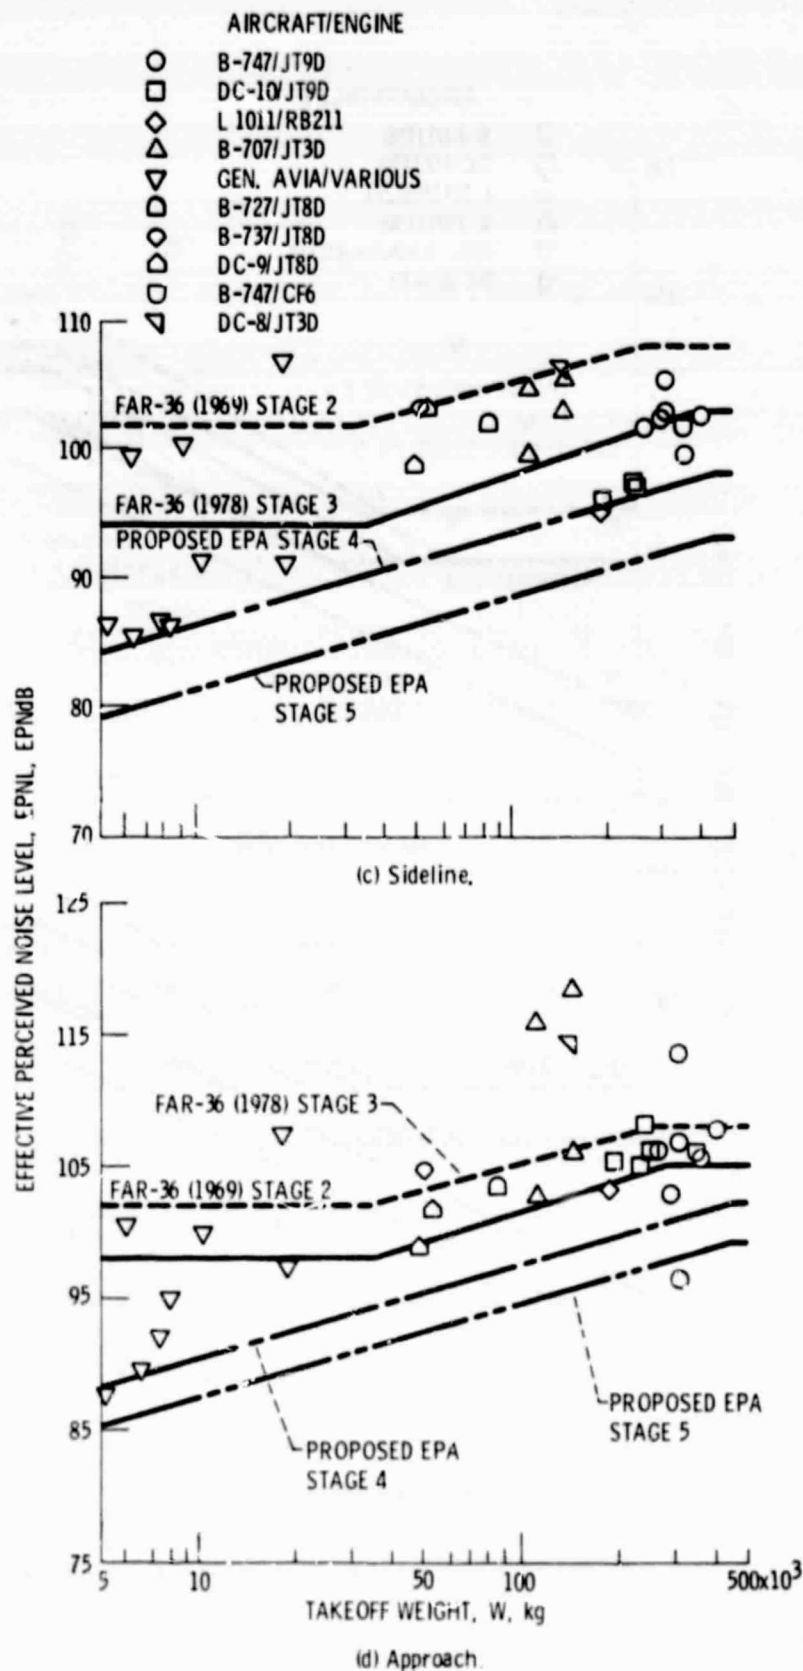 AIRCRAFT/ENGINE
B-747/JT9D
DC-10/JT9D
L 1011/RB211
B-707/JT3D
GEN. AVIA/VARIOUS
B-727/JT8D
B-737/JT8D
DC-9/JT8D
B-747/CF6
DC-8/JT3D
EFFECTIVE PERCEIVED NOISE LEVEL, EPNL, EPNdB
110
FAR-36 (1969) STAGE 2
100
FAR-36 (1978) STAGE 3
PROPOSED EPA STAGE 4
90
PROPOSED EPA
STAGE 5
80
70
(c) Sideline.
125
115
FAR-36 (1978) STAGE 3
105
FAR-36 (1969) STAGE 2
95
PROPOSED EPA
STAGE 5
85
PROPOSED EPA
STAGE 4
75
5 10 50 100 500x10³
TAKEOFF WEIGHT, W, kg
(d) Approach.